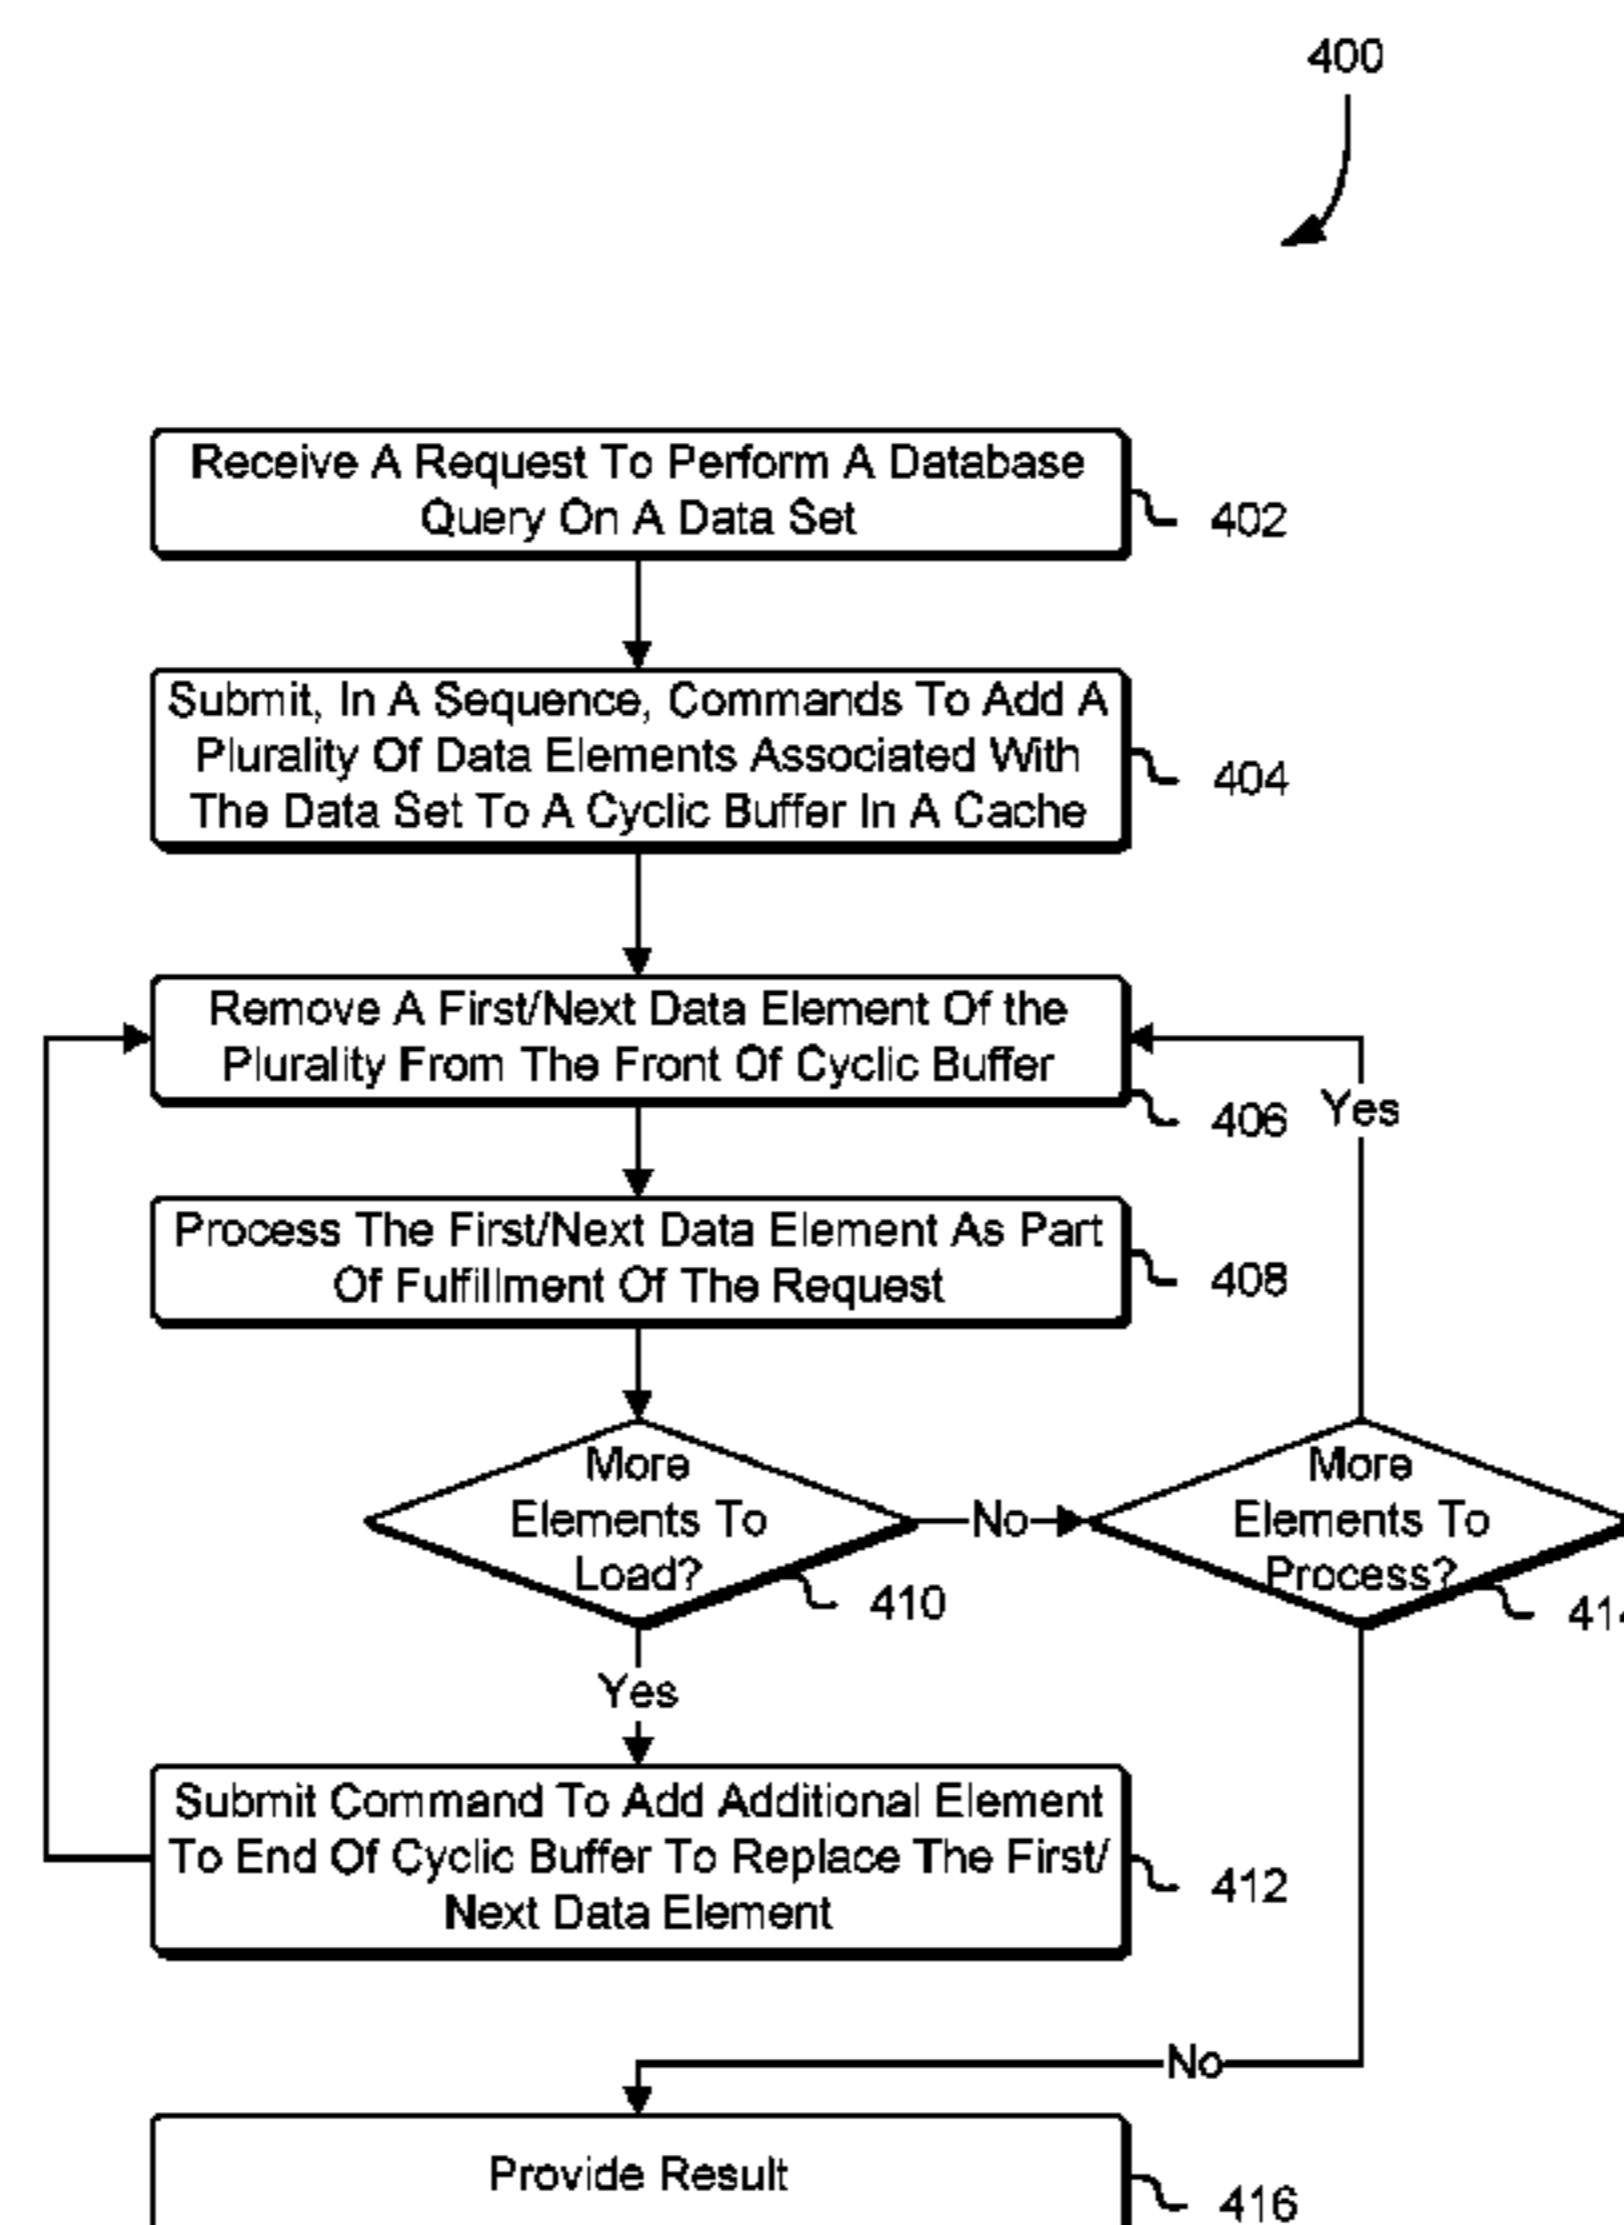 400
Receive A Request To Perform A Database
Query On A Data Set
402
Submit, In A Sequence, Commands To Add A
Plurality Of Data Elements Associated With
The Data Set To A Cyclic Buffer In A Cache
404
Remove A First/Next Data Element Of the
Plurality From The Front Of Cyclic Buffer
406
Yes
Process The First/Next Data Element As Part
Of Fulfillment Of The Request
408
More
Elements To
Load?
410
No
More
Elements To
Process?
Yes
Submit Command To Add Additional Element
To End Of Cyclic Buffer To Replace The First/
Next Data Element
412
No
Provide Result
416